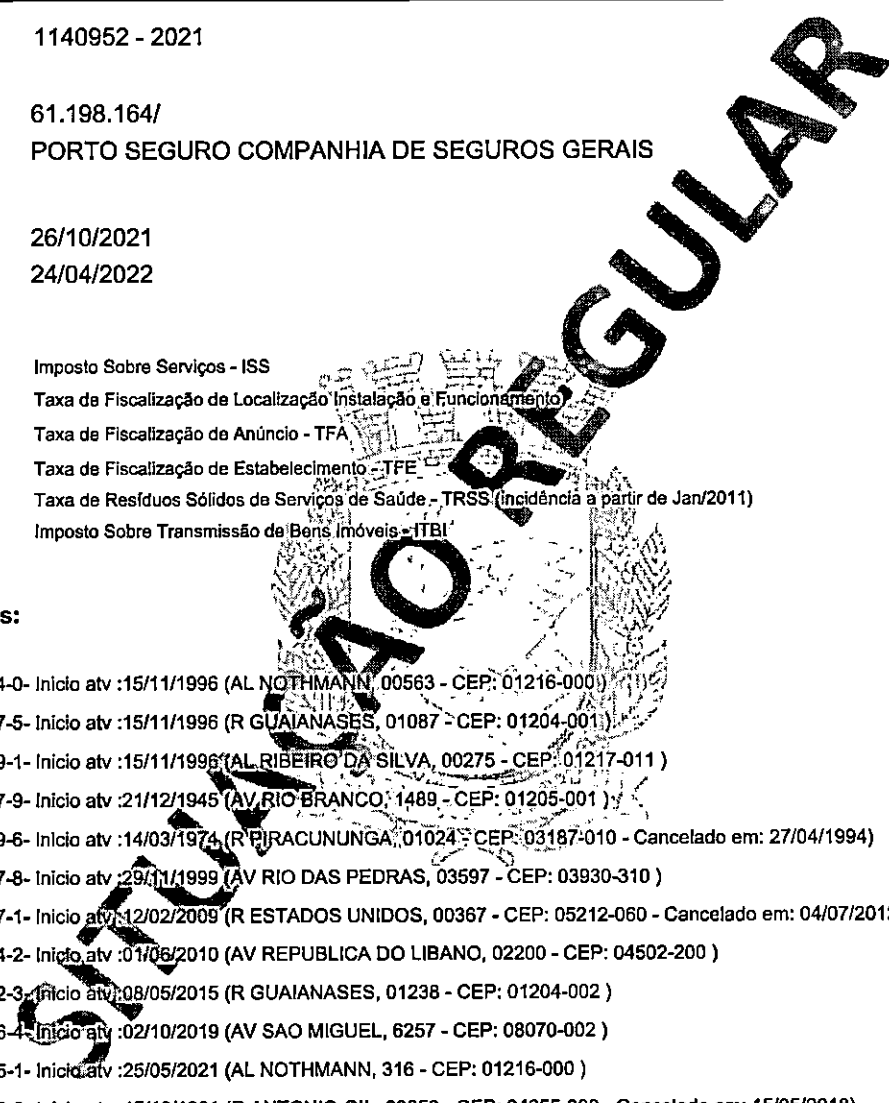 1140952 - 2021
61.198.164/
PORTO SEGURO COMPANHIA DE SEGUROS GERAIS
26/10/2021
24/04/2022
Imposto Sobre Serviços - ISS
Taxa de Fiscalização de Localização Instalação e Funcionamento
Taxa de Fiscalização de Anúncio - TFA
Taxa de Fiscalização de Estabelecimento - TFE
Taxa de Resíduos Sólidos de Serviços de Saúde - TRSS (incidência a partir de Jan/2011)
Imposto Sobre Transmissão de Bens Imóveis - ITBI
s:
4-0- Inicio atv :15/11/1996 (AL NOTHMANN, 00563 - CEP: 01216-000 )
7-5- Inicio atv :15/11/1996 (R GUAIANASES, 01087 - CEP: 01204-001 )
9-1- Inicio atv :15/11/1996 (AL RIBEIRO DA SILVA, 00275 - CEP: 01217-011 )
7-9- Inicio atv :21/12/1945 (AV RIO BRANCO, 1489 - CEP: 01205-001 )
9-6- Inicio atv :14/03/1974 (R PIRACUNUNGA, 01024 - CEP: 03187-010 - Cancelado em: 27/04/1994)
7-8- Inicio atv :29/11/1999 (AV RIO DAS PEDRAS, 03597 - CEP: 03930-310 )
7-1- Inicio atv :12/02/2009 (R ESTADOS UNIDOS, 00367 - CEP: 05212-060 - Cancelado em:
4-2- Inicio atv :01/06/2010 (AV REPUBLICA DO LIBANO, 02200 - CEP: 04502-200 )
2-3- Inicio atv :08/05/2015 (R GUAIANASES, 01238 - CEP: 01204-002 )
6-4- Inicio atv :02/10/2019 (AV SAO MIGUEL, 6257 - CEP: 08070-002 )
5-1- Inicio atv :25/05/2021 (AL NOTHMANN, 316 - CEP: 01216-000 )
SITUAÇÃO REGULAR